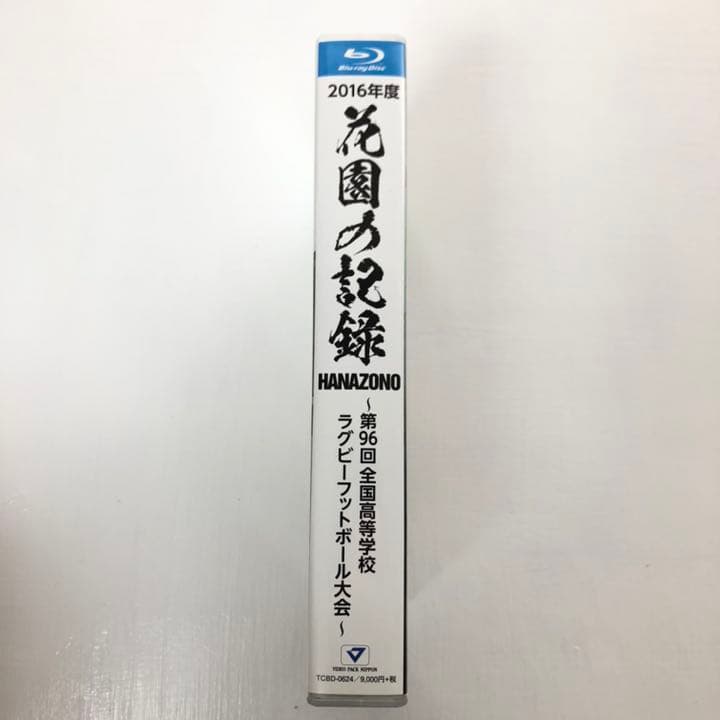 Blu-ray Disc
2016年度
花園の記録
HANAZONO
～第96回 全国高等学校
ラグビーフットボール大会～
VIDEO PACK NIPPON
TCBD-0624／9,000円+税